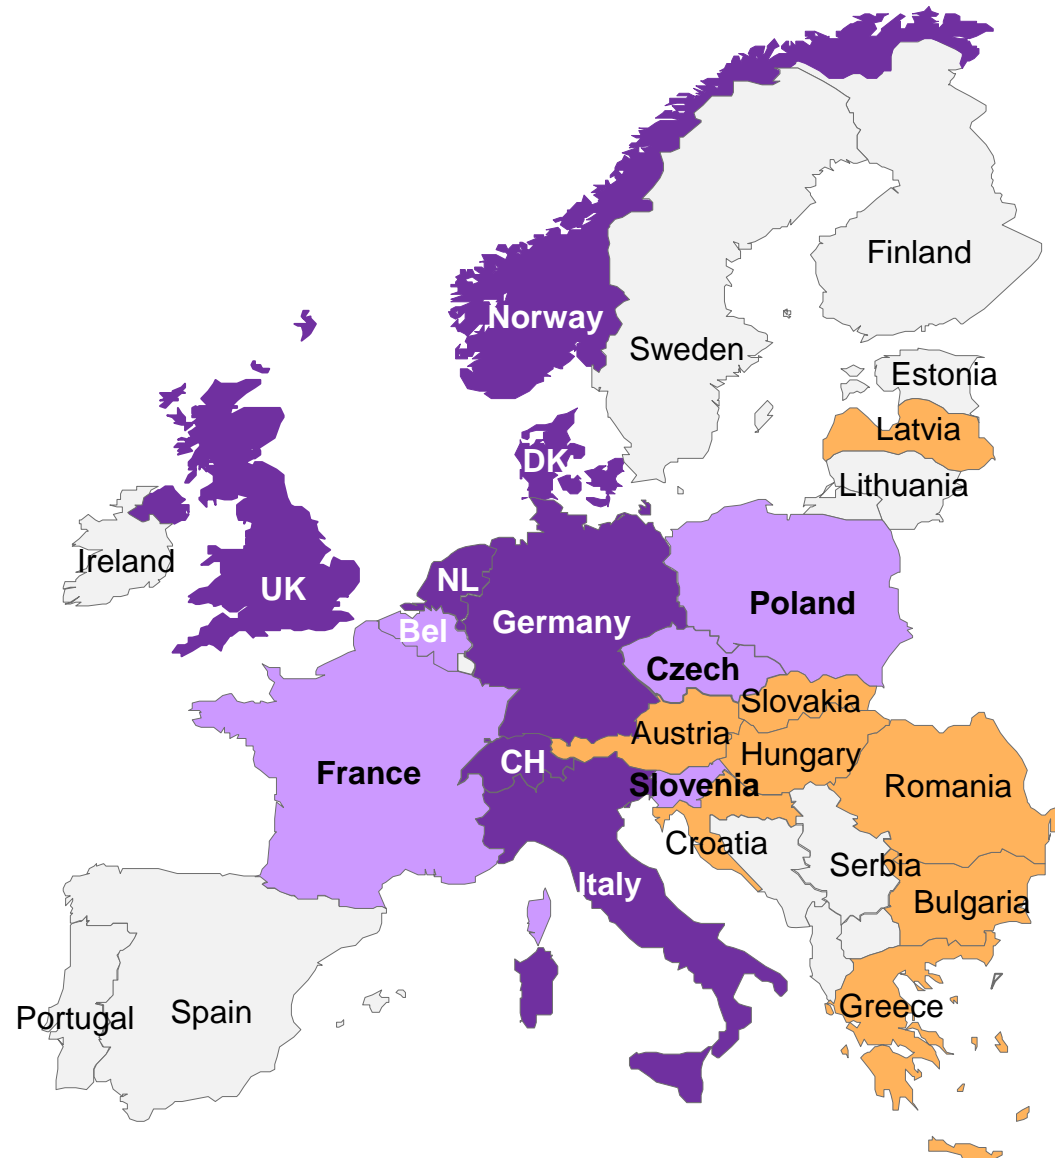 Finland
Norway
Sweden
Estonia
Latvia
DK
Lithuania
Ireland
NL
UK
Poland
Germany
Bel
Czech
Slovakia
Austria
Hungary
CH
France
Slovenia
Romania
Croatia
Serbia
Italy
Bulgaria
Greece
Spain
Portugal